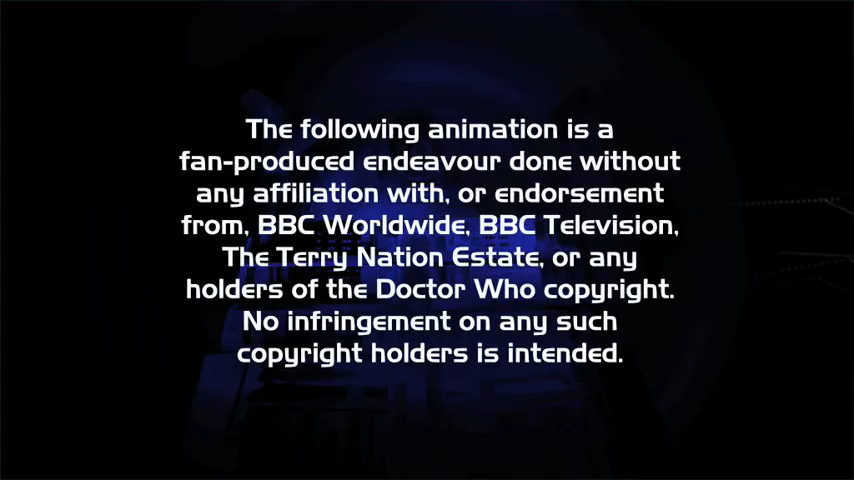 The following animation is a
fan-produced endeavour done without
any affiliation with, or endorsement
from, BBC Worldwide, BBC Television,
The Terry Nation Estate, or any
holders of the Doctor Who copyright.
No infringement on any such
copyright holders is intended.